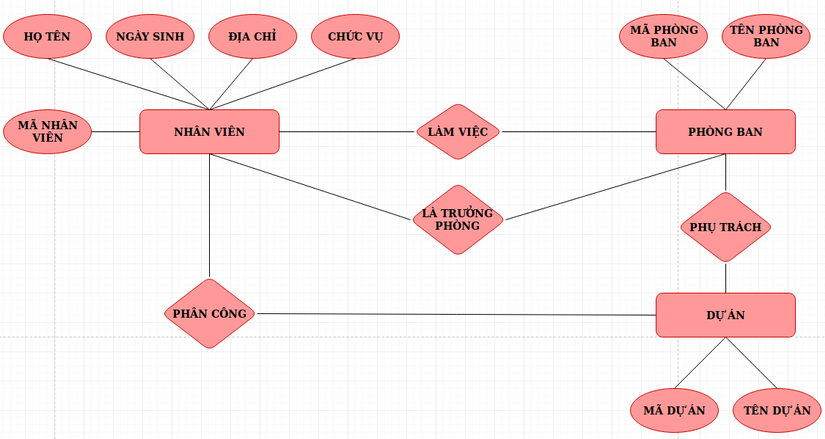 HỌ TÊN
NGÀY SINH
ĐỊA CHỈ
CHỨC VỤ
MÃ PHÒNG
BAN
TÊN PHÒNG
BAN
MÃ NHÂN
VIÊN
NHÂN VIÊN
LÀM VIỆC
PHÒNG BAN
LÀ TRƯỞNG
PHÒNG
PHỤ TRÁCH
PHÂN CÔNG
DỰ ÁN
MÃ DỰ ÁN
TÊN DỰ ÁN